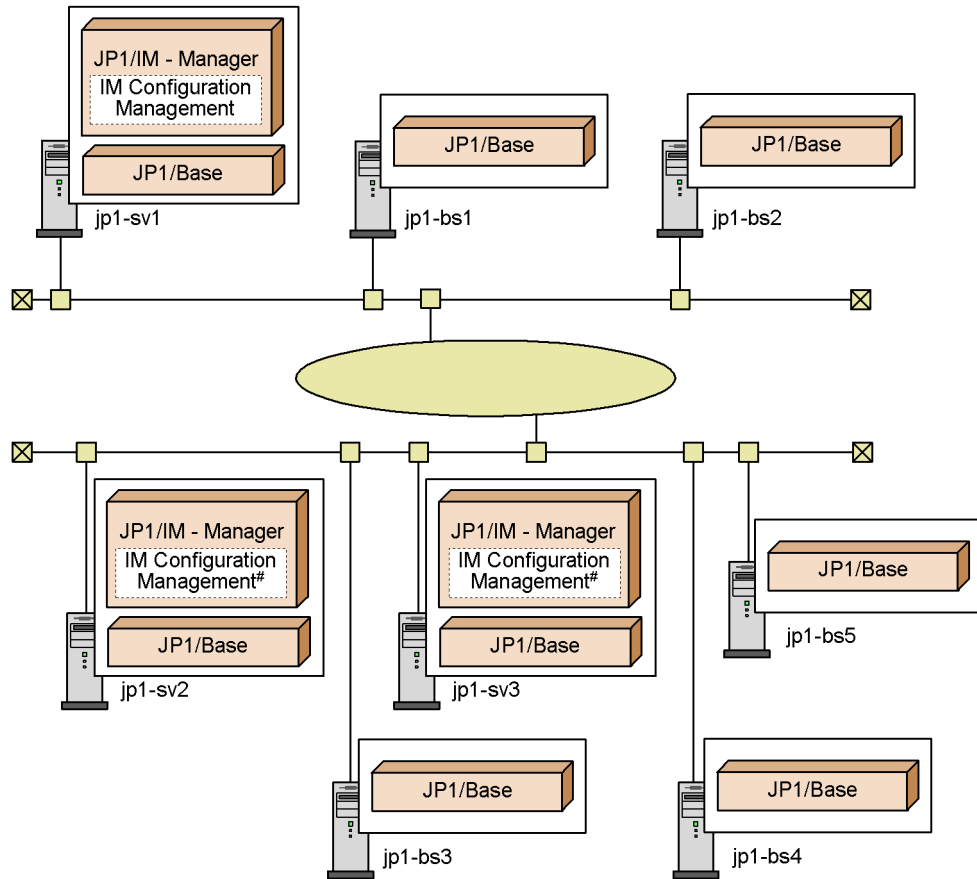 JP1/IM - Manager
IM Configuration
Management
JP1/Base
jp1-sv1
JP1/Base
jp1-bs1
JP1/Base
jp1-bs2
JP1/IM - Manager
IM Configuration
Management#
JP1/Base
jp1-sv2
JP1/IM - Manager
IM Configuration
Management#
JP1/Base
jp1-sv3
JP1/Base
jp1-bs5
JP1/Base
jp1-bs3
JP1/Base
jp1-bs4